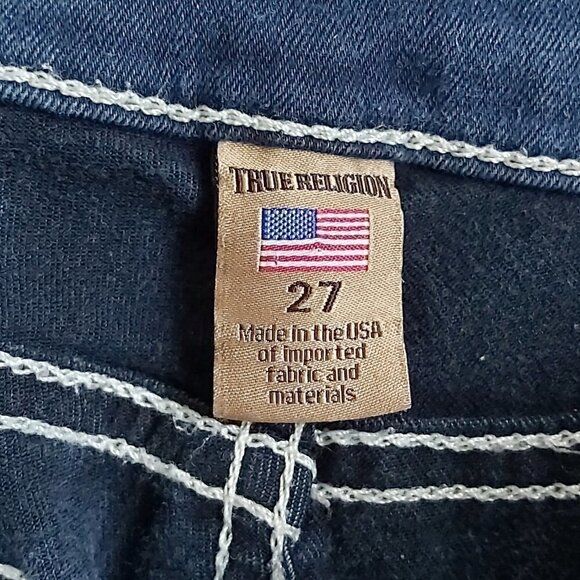 TRUE RELIGION
27
Made in the USA
of imported
fabric and
materials